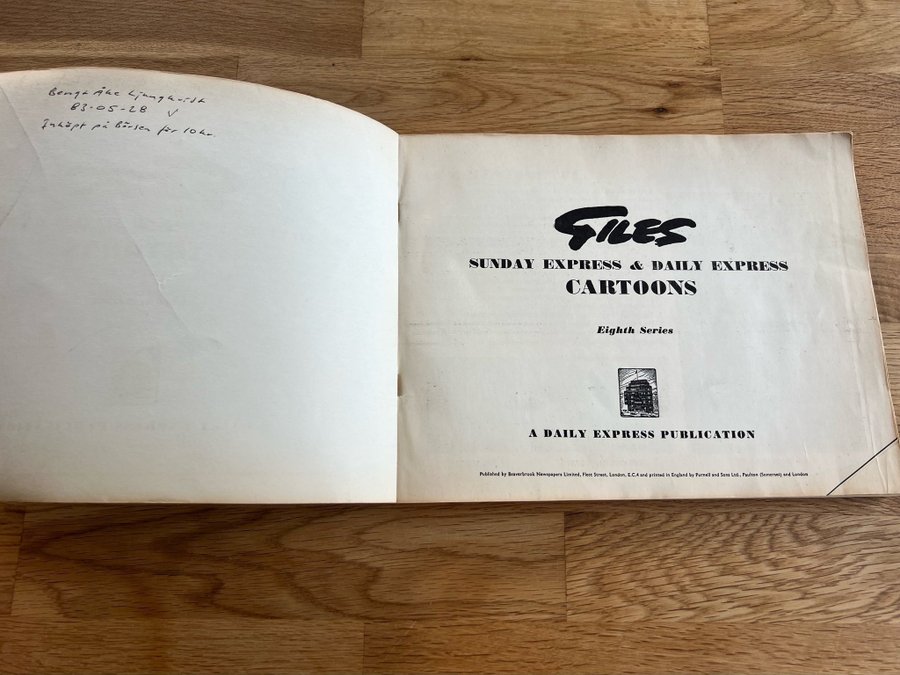 Bengt Åke Ljungkvist
83-05-28 V
Inköpt på Börsen för 10 kr.
GILES
SUNDAY EXPRESS & DAILY EXPRESS
CARTOONS
Eighth Series
A DAILY EXPRESS PUBLICATION
Published by Beaverbrook Newspapers Limited, Fleet Street, London, E.C.4 and printed in England by Purnell and Sons Ltd., Paulton (Somerset) and London